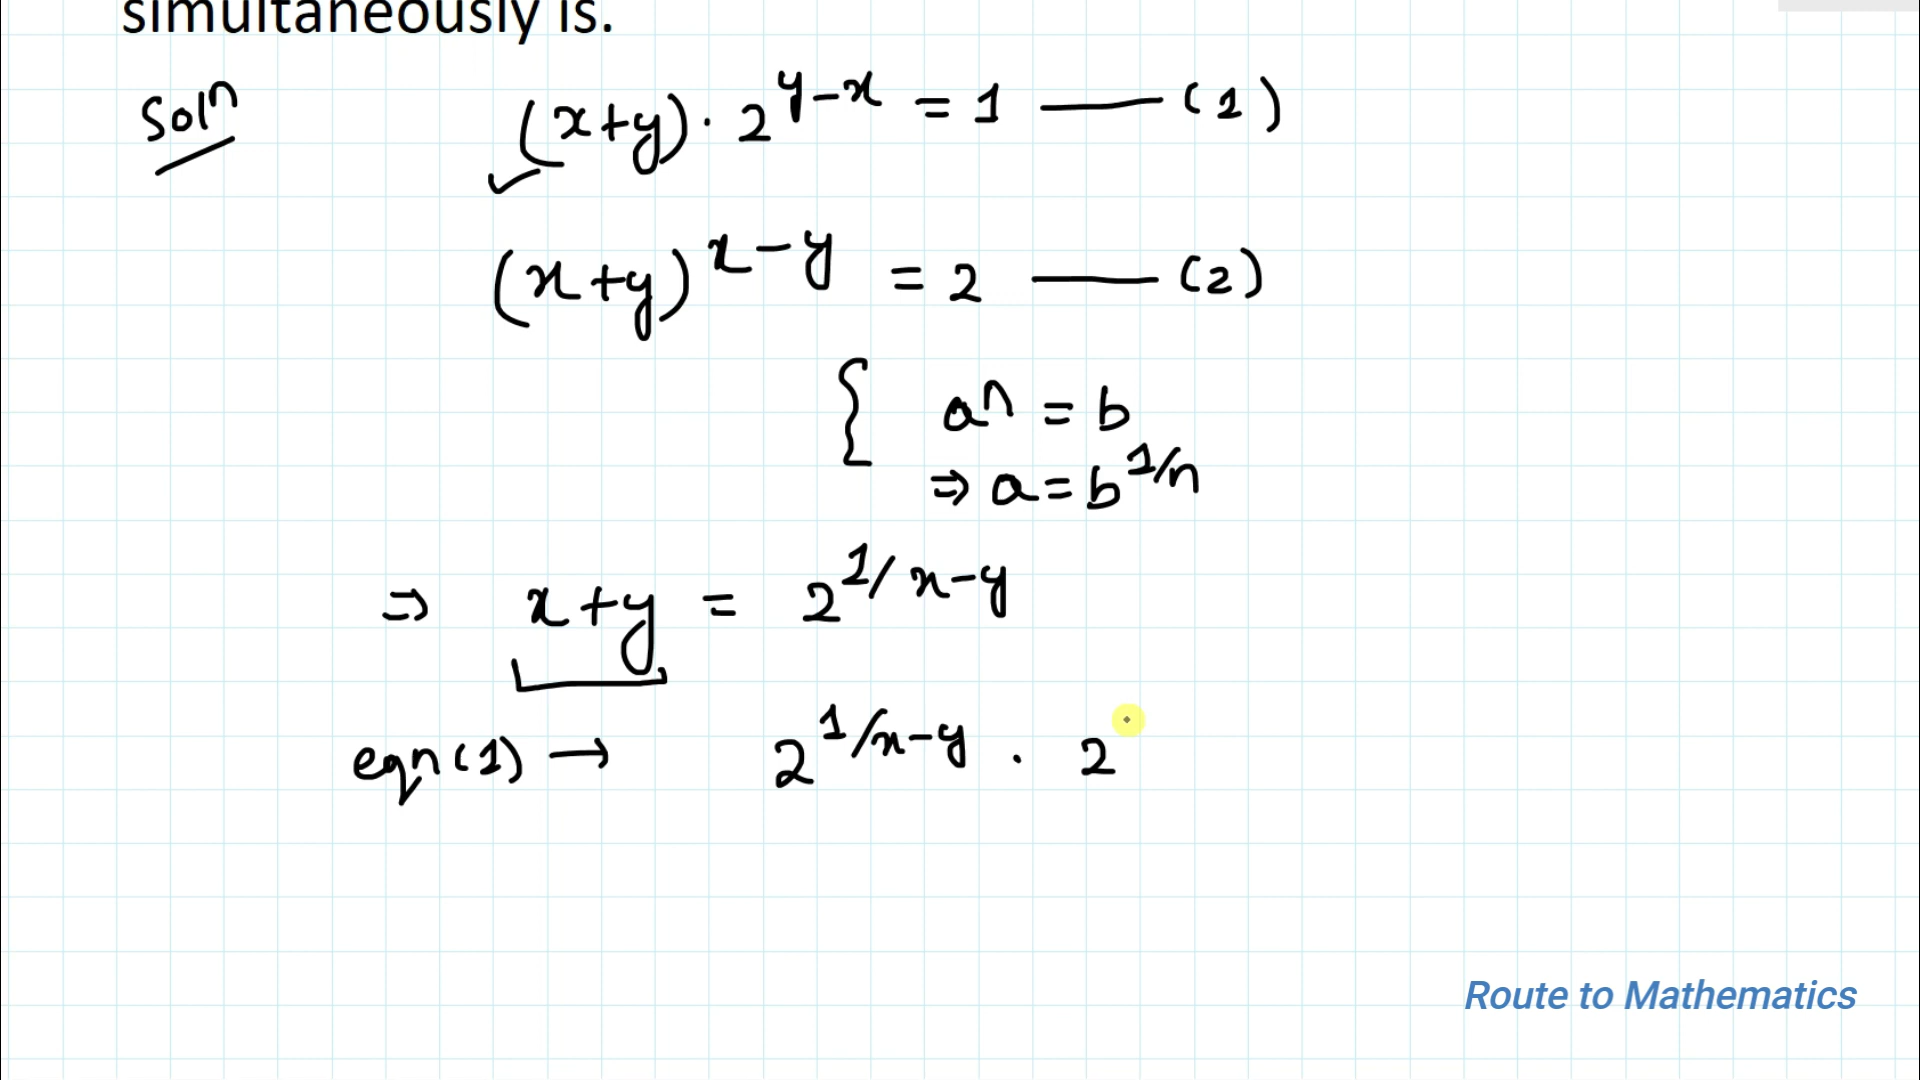 simultaneously is.
Soln (x+y) · 2^{y-x} = 1 —— (1)
(x+y)^{x-y} = 2 —— (2)
{ a^n = b
⇒ a = b^{1/n}
⇒ x+y = 2^{1/x-y}
eqn(1) → 2^{1/x-y} · 2
Route to Mathematics